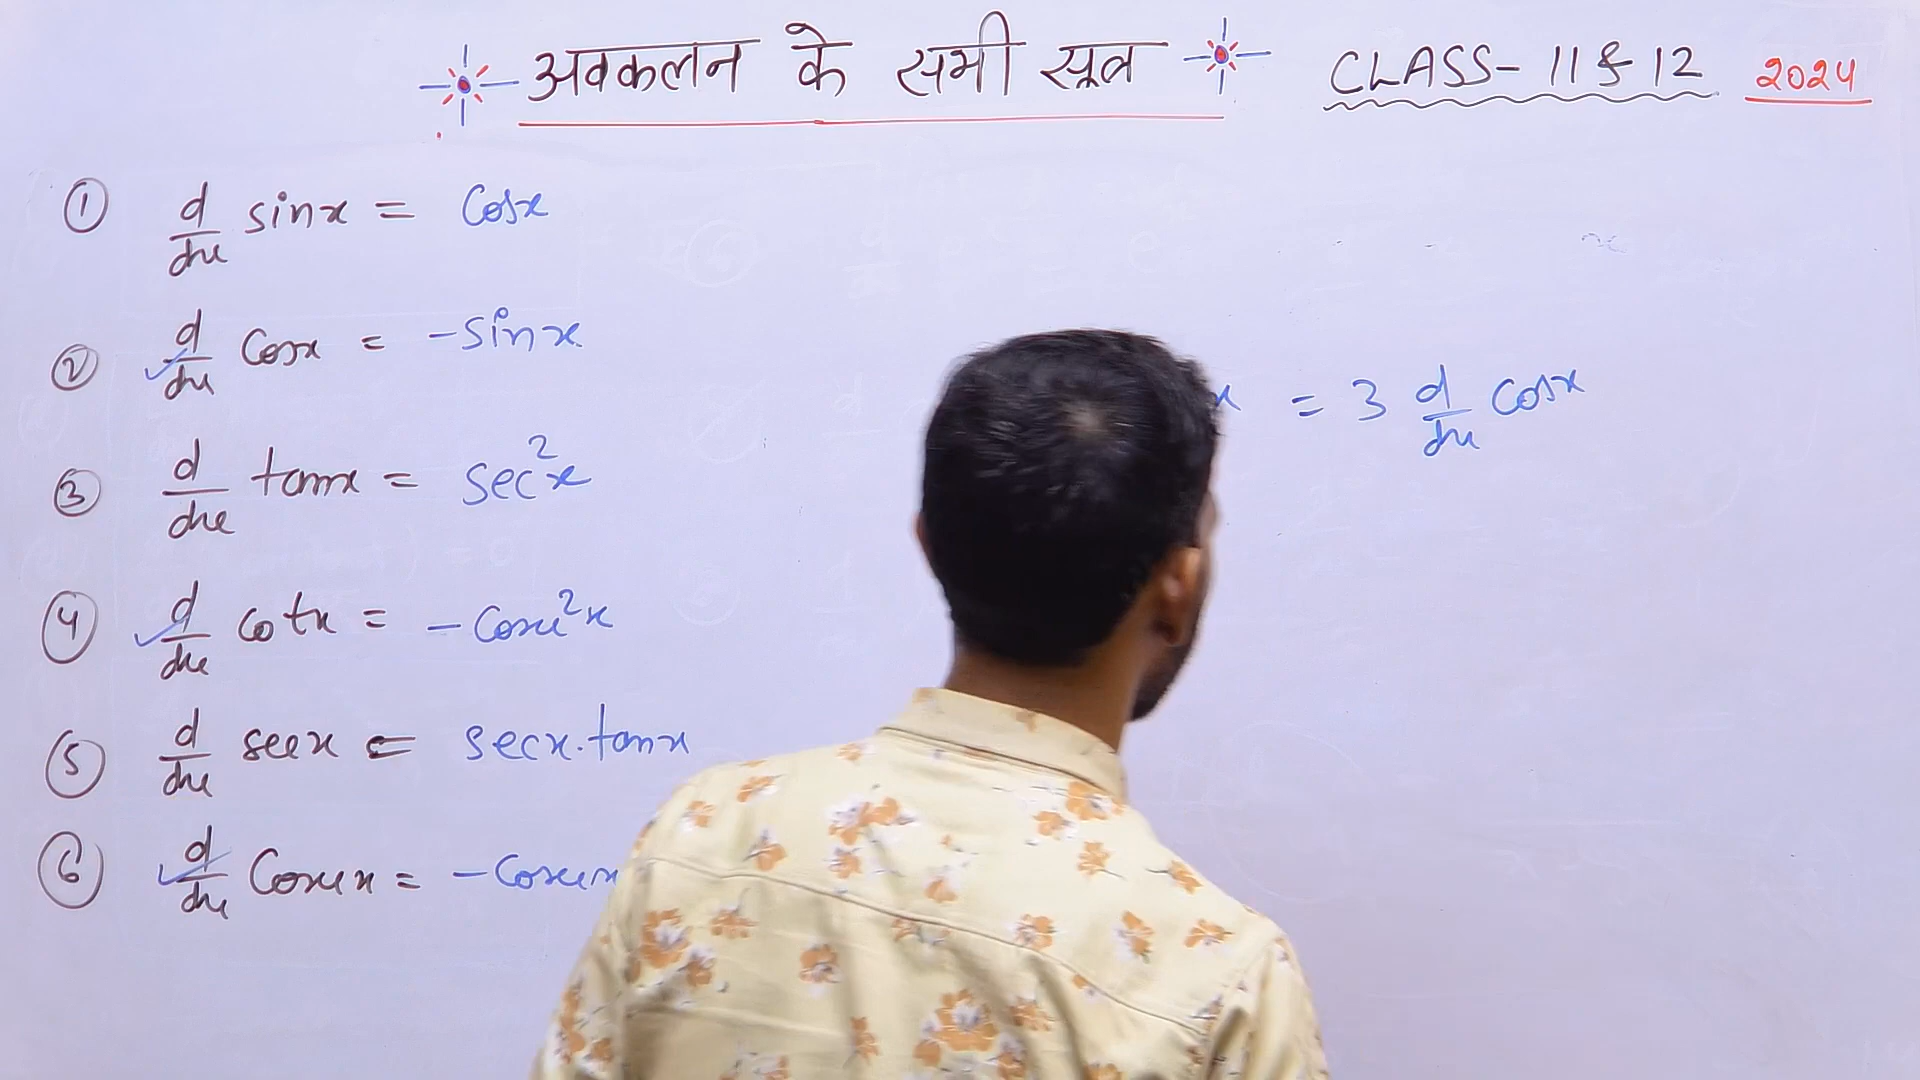 अवकलन के सभी सूत्र CLASS- 11 & 12 2024
① d/dx sinx = cosx
② d/dx cosx = -sinx
③ d/dx tanx = sec²x
④ d/dx cotx = -cosec²x
⑤ d/dx secx = secx.tanx
⑥ d/dx cosecx = -cosecx
x = 3 d/dx cosx